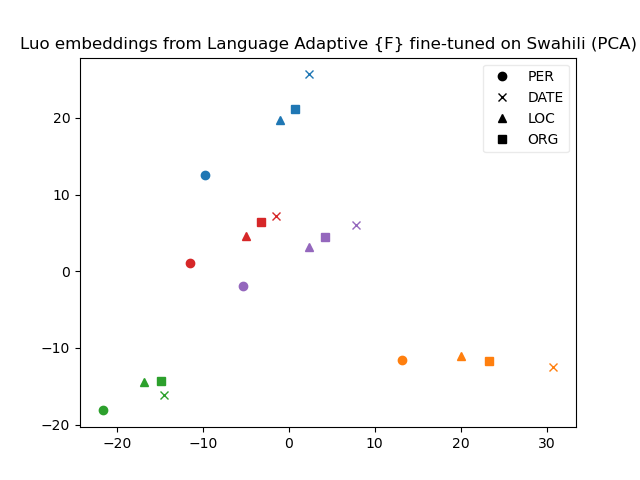 Luo embeddings from Language Adaptive {F} fine-tuned on Swahili (PCA)
PER
DATE
LOC
ORG
20
10
0
−10
−20
−20 −10 0 10 20 30